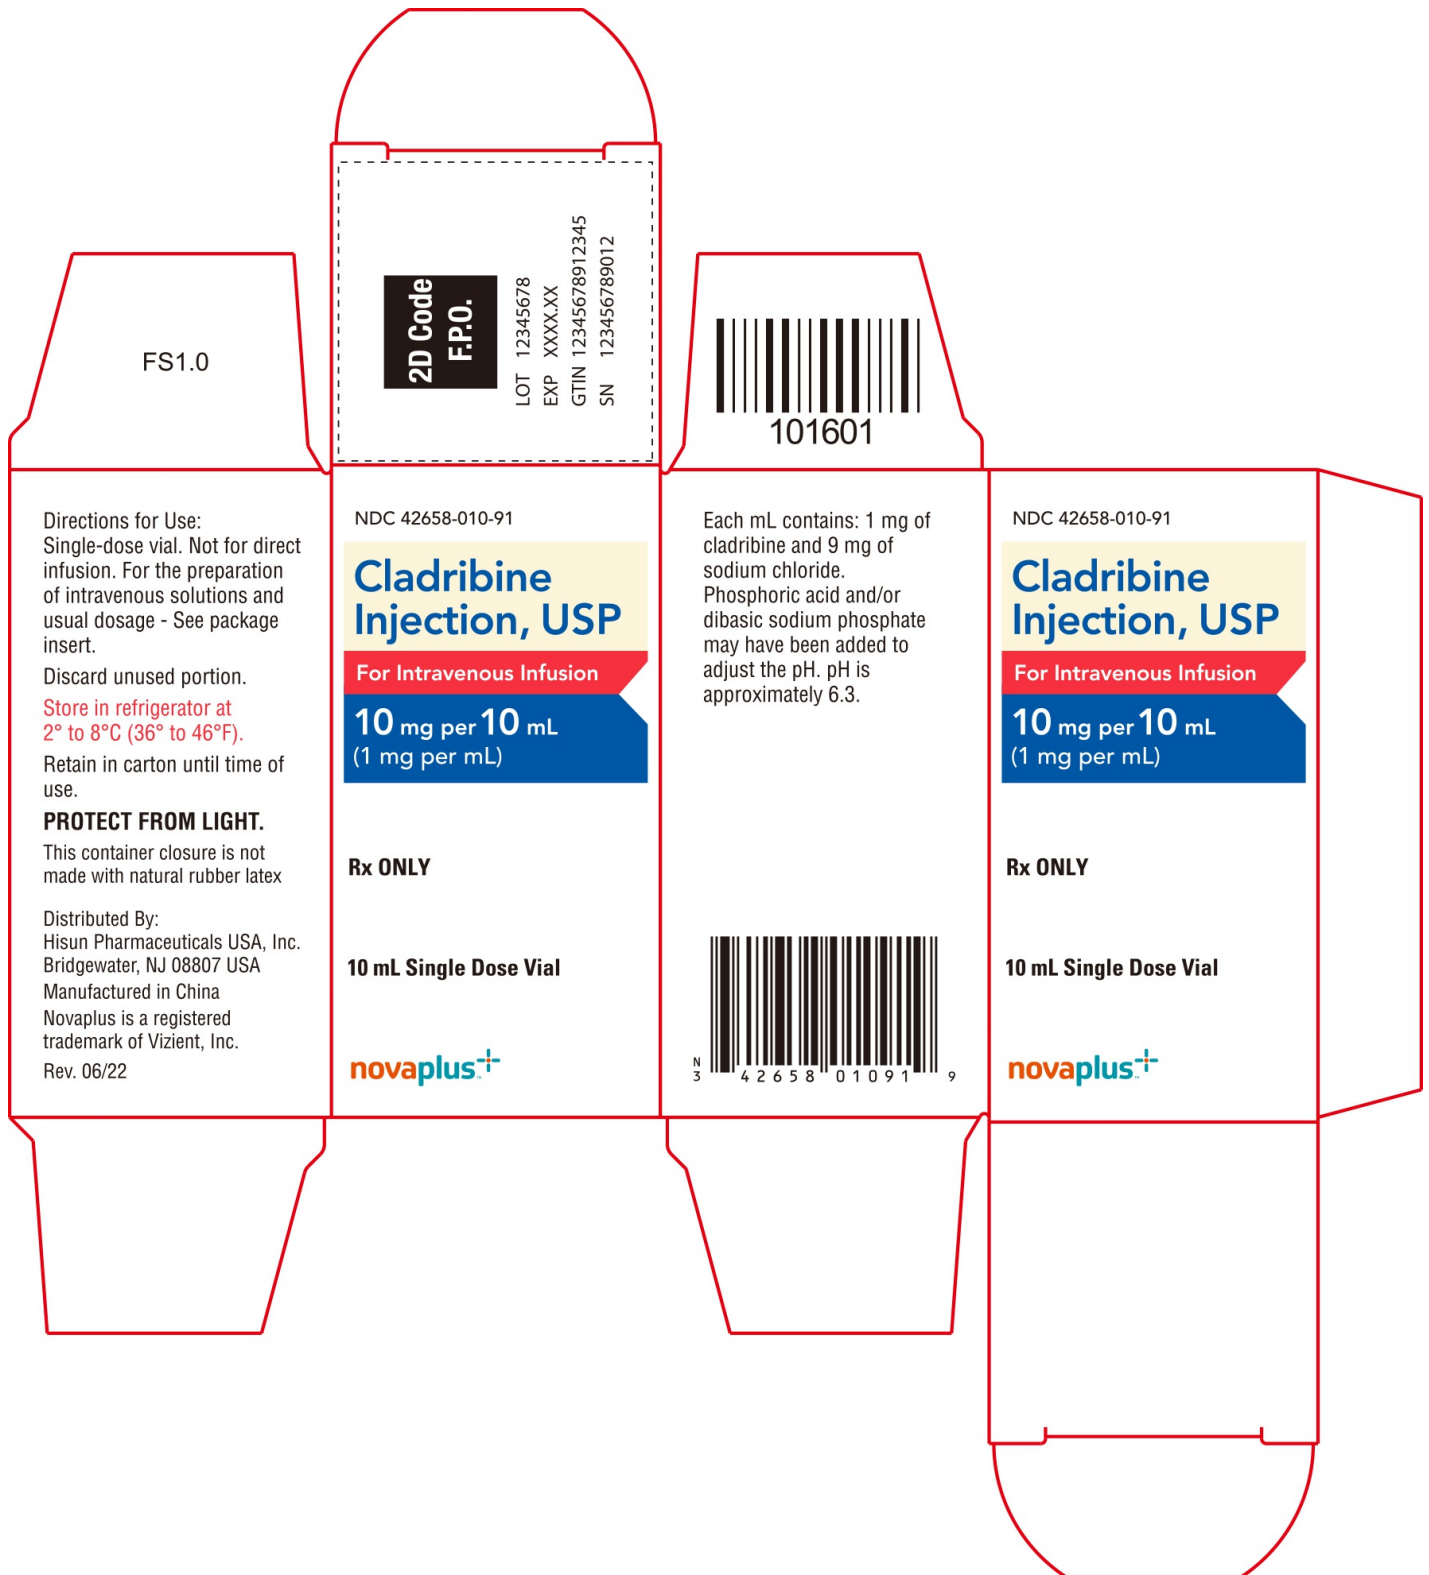 2D Code
F.P.O.
LOT 12345678
EXP XXXX.XX
GTIN 12345678912345
SN 123456789012
FS1.0
101601
Directions for Use:
Single-dose vial. Not for direct
infusion. For the preparation
of intravenous solutions and
usual dosage - See package
insert.
Discard unused portion.
Store in refrigerator at
2° to 8°C (36° to 46°F).
Retain in carton until time of
use.
PROTECT FROM LIGHT.
This container closure is not
made with natural rubber latex
Distributed By:
Hisun Pharmaceuticals USA, Inc.
Bridgewater, NJ 08807 USA
Manufactured in China
Novaplus is a registered
trademark of Vizient, Inc.
Rev. 06/22
NDC 42658-010-91
Cladribine
Injection, USP
For Intravenous Infusion
10 mg per 10 mL
(1 mg per mL)
Rx ONLY
10 mL Single Dose Vial
novaplus™
Each mL contains: 1 mg of
cladribine and 9 mg of
sodium chloride.
Phosphoric acid and/or
dibasic sodium phosphate
may have been added to
adjust the pH. pH is
approximately 6.3.
N
3 42658 01091 9
NDC 42658-010-91
Cladribine
Injection, USP
For Intravenous Infusion
10 mg per 10 mL
(1 mg per mL)
Rx ONLY
10 mL Single Dose Vial
novaplus™